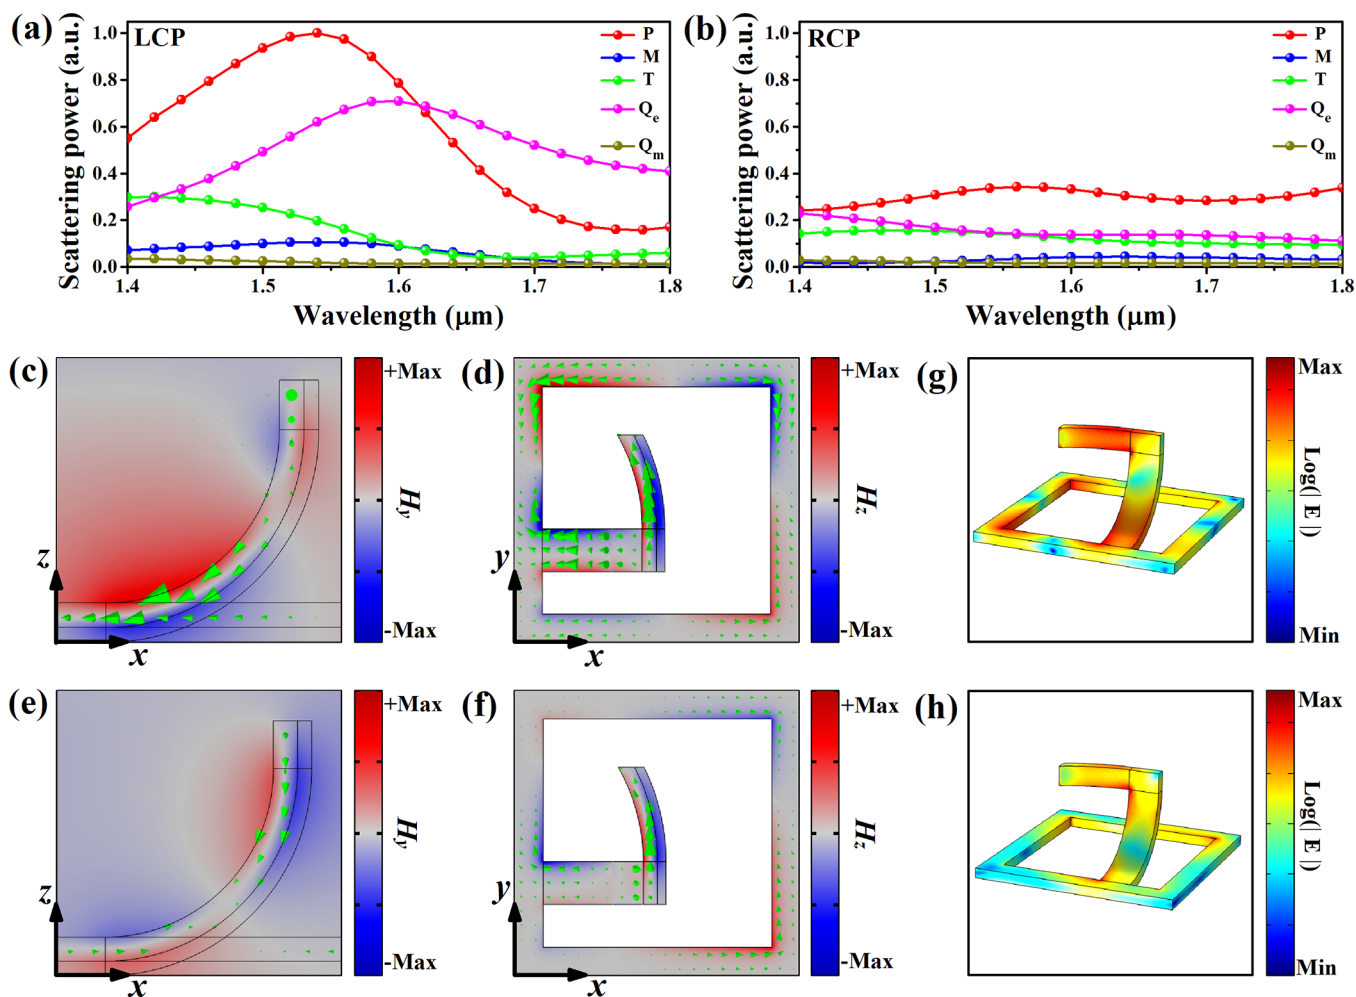 (a)
LCP
Scattering power (a.u.)
1.0
0.8
0.6
0.4
0.2
0.0
1.4
1.5
1.6
1.7
1.8
Wavelength (μm)
P
M
T
Qe
Qm
(b)
RCP
Scattering power (a.u.)
1.0
0.8
0.6
0.4
0.2
0.0
1.4
1.5
1.6
1.7
1.8
Wavelength (μm)
P
M
T
Qe
Qm
(c)
z
x
+Max
Hy
-Max
(d)
y
x
+Max
Hz
-Max
(g)
Max
Log(| E |)
Min
(e)
z
x
+Max
Hy
-Max
(f)
y
x
+Max
Hz
-Max
(h)
Max
Log(| E |)
Min